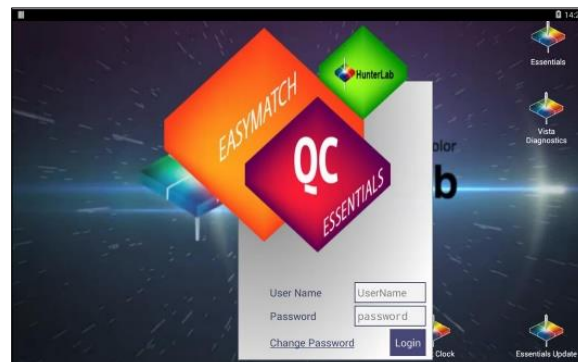 14:2
HunterLab
EASYMATCH
QC
ESSENTIALS
Essentials
Vista
Diagnostics
olor
b
User Name UserName
Password password
Change Password Login
Clock
Essentials Update